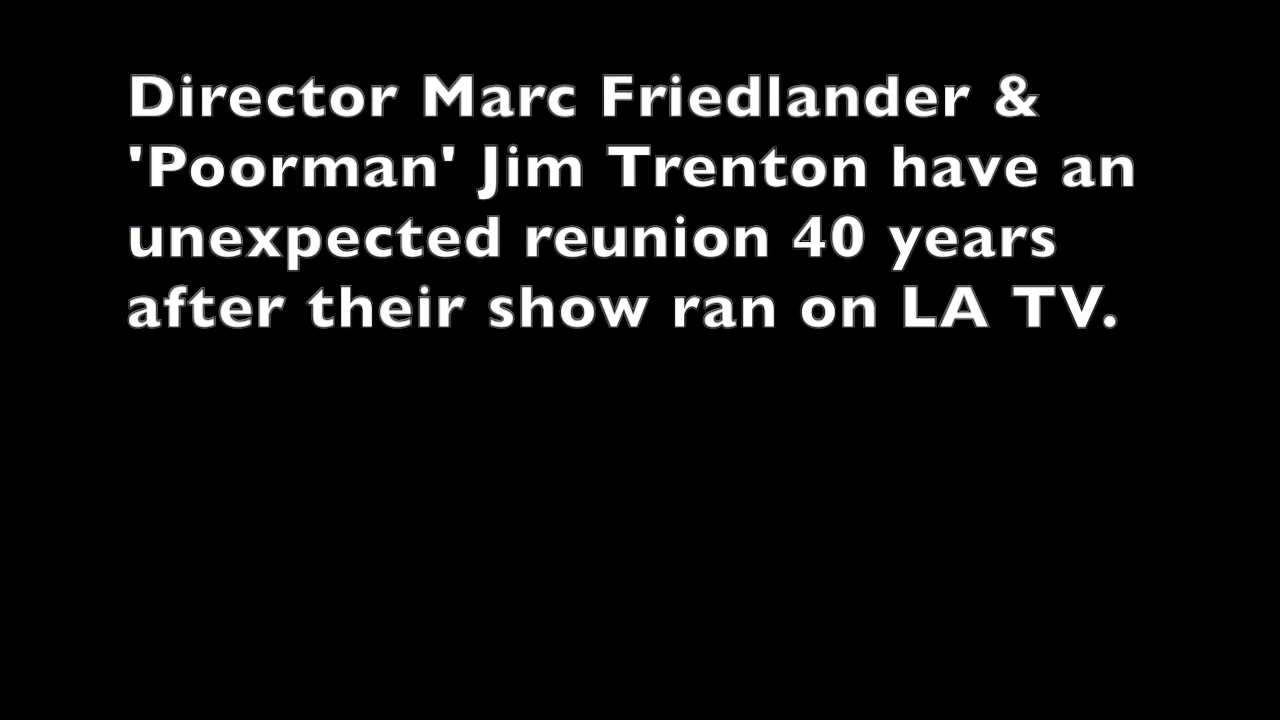 Director Marc Friedlander &
'Poorman' Jim Trenton have an
unexpected reunion 40 years
after their show ran on LA TV.